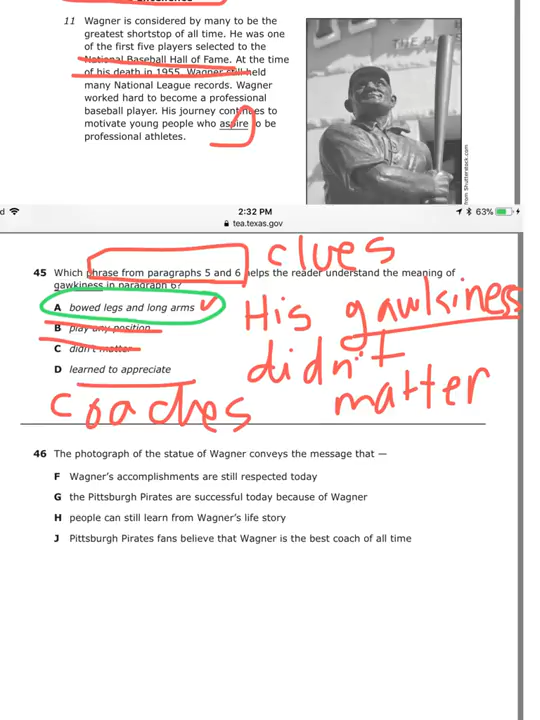 11 Wagner is considered by many to be the
greatest shortstop of all time. He was one
of the first five players selected to the
National Baseball Hall of Fame. At the time
of his death in 1955, Wagner still held
many National League records. Wagner
worked hard to become a professional
baseball player. His journey continues to
motivate young people who aspire to be
professional athletes.
THE P
From Shutterstock.com
d 2:32 PM 63%
tea.texas.gov
clues
45 Which phrase from paragraphs 5 and 6 helps the reader understand the meaning of
gawkiness in paragraph 6?
A bowed legs and long arms
B play any position
C didn't matter
D learned to appreciate
His gawkiness
didn't
matter
coaches
46 The photograph of the statue of Wagner conveys the message that —
F Wagner's accomplishments are still respected today
G the Pittsburgh Pirates are successful today because of Wagner
H people can still learn from Wagner's life story
J Pittsburgh Pirates fans believe that Wagner is the best coach of all time